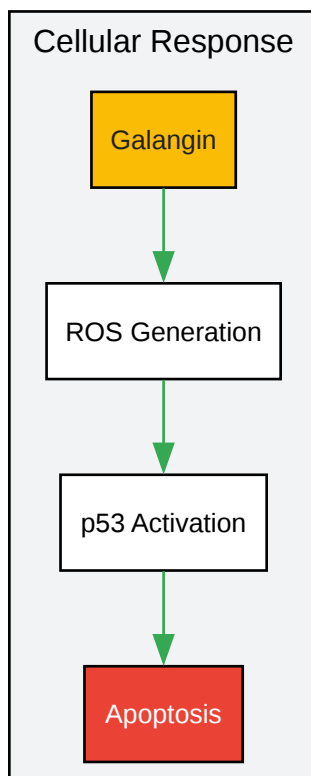 Cellular Response
Galangin
ROS Generation
p53 Activation
Apoptosis